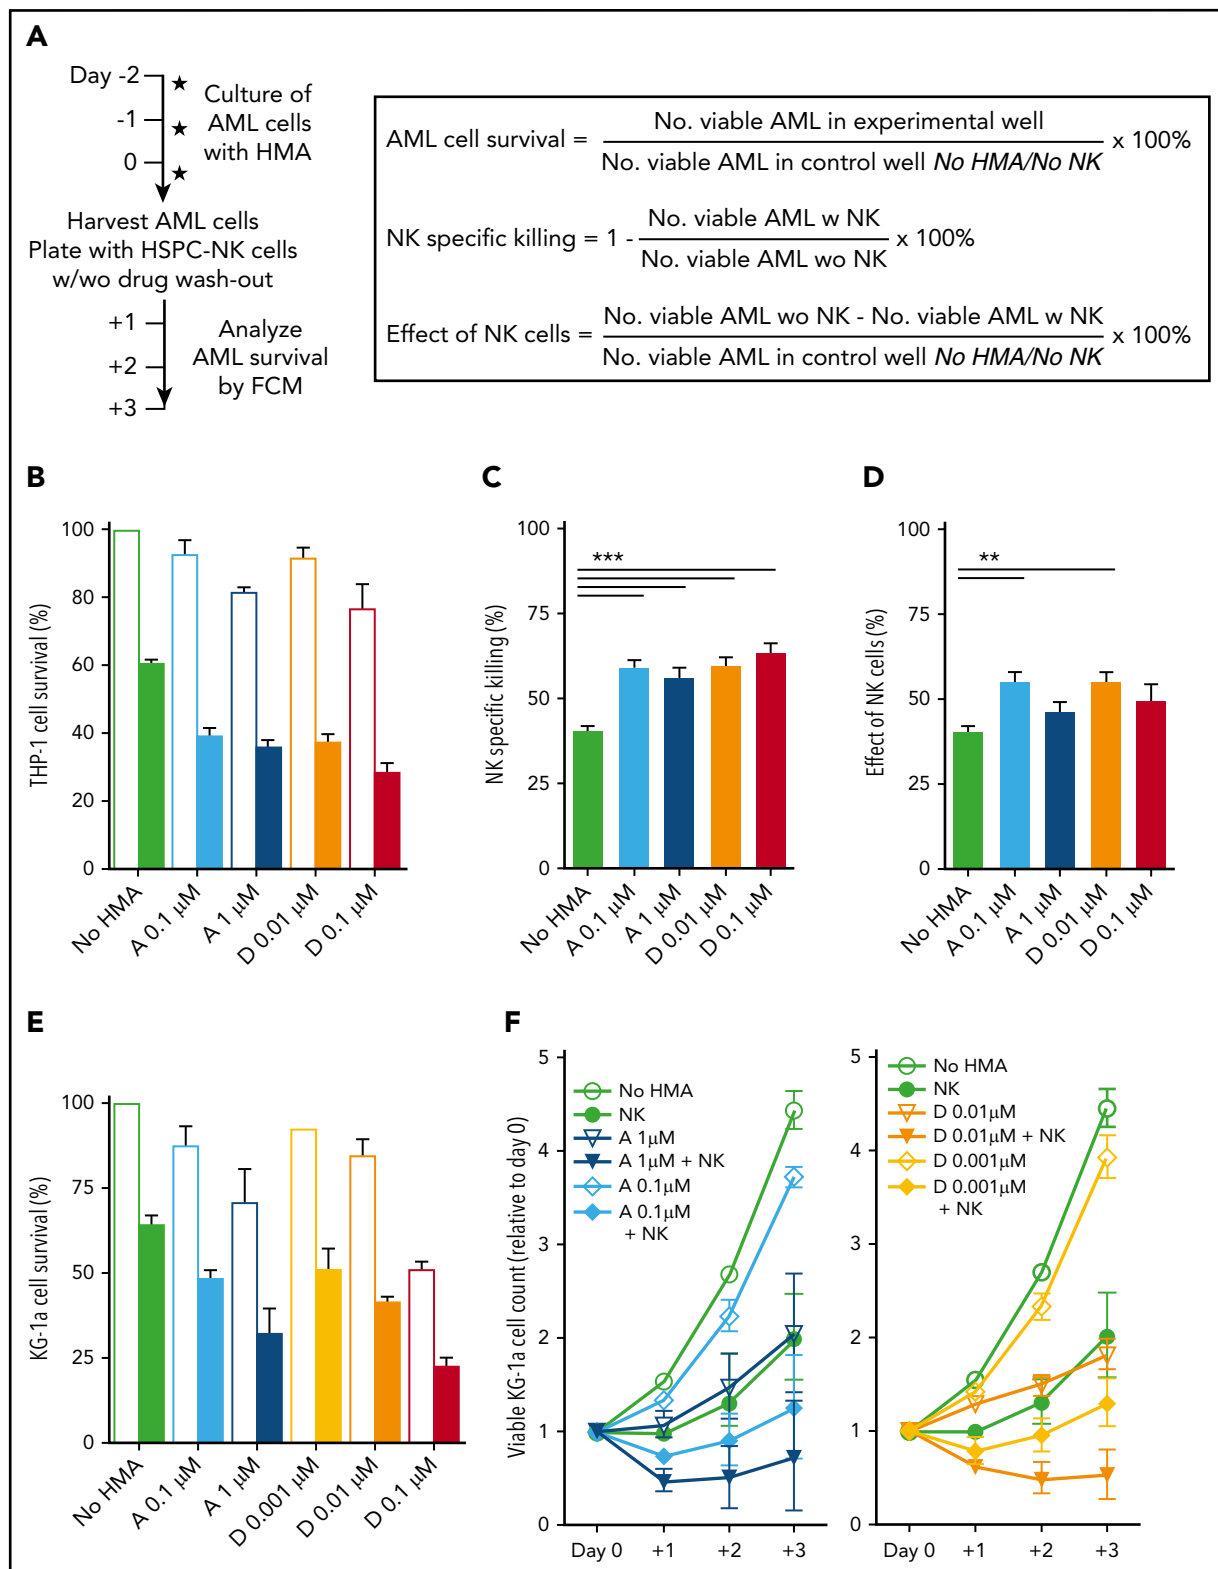 A
Day -2
-1
0
★
★
★
Culture of
AML cells
with HMA
Harvest AML cells
Plate with HSPC-NK cells
w/wo drug wash-out
+1
+2
+3
Analyze
AML survival
by FCM
AML cell survival = No. viable AML in experimental well
No. viable AML in control well No HMA/No NK x 100%
NK specific killing = 1 - No. viable AML w NK
No. viable AML wo NK x 100%
Effect of NK cells = No. viable AML wo NK - No. viable AML w NK
No. viable AML in control well No HMA/No NK x 100%
B
THP-1 cell survival (%)
100
80
60
40
20
0
No HMA
A 0.1 µM
A 1 µM
D 0.01 µM
D 0.1 µM
C
NK specific killing (%)
100
75
50
25
0
***
No HMA
A 0.1 µM
A 1 µM
D 0.01 µM
D 0.1 µM
D
Effect of NK cells (%)
100
75
50
25
0
**
No HMA
A 0.1 µM
A 1 µM
D 0.01 µM
D 0.1 µM
E
KG-1a cell survival (%)
100
75
50
25
0
No HMA
A 0.1 µM
A 1 µM
D 0.001 µM
D 0.01 µM
D 0.1 µM
F
Viable KG-1a cell count (relative to day 0)
5
4
3
2
1
0
No HMA
NK
A 1µM
A 1µM + NK
A 0.1µM
A 0.1µM
+ NK
Day 0
+1
+2
+3
5
4
3
2
1
0
No HMA
NK
D 0.01µM
D 0.01µM + NK
D 0.001µM
D 0.001µM
+ NK
Day 0
+1
+2
+3